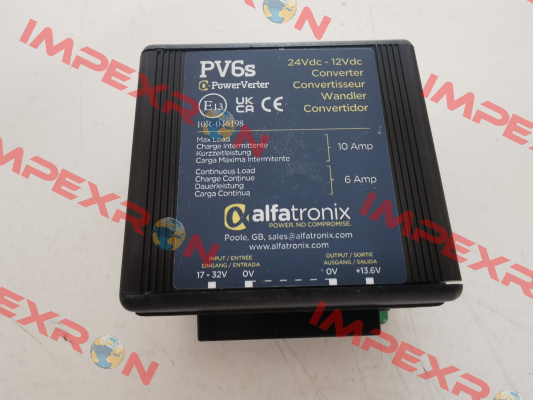 PV6s
PowerVerter
24Vdc - 12Vdc
Converter
Convertisseur
Wandler
Convertidor
E13 UK CA CE
10R-046198
Max Load
Charge Intermittente
Kurzzeitleistung
Carga Maxima Intermitente
10 Amp
Continuous Load
Charge Continue
Dauerleistung
Carga Continua
6 Amp
alfatronix
POWER. NO COMPROMISE.
Poole, GB, sales@alfatronix.com
www.alfatronix.com
INPUT / ENTRÉE
EINGANG / ENTRADA
OUTPUT / SORTIE
AUSGANG / SALIDA
17 - 32V 0V 0V +13.6V
IMPEXRON
IMPEXRON
IMPEXRON
IMPEXRON